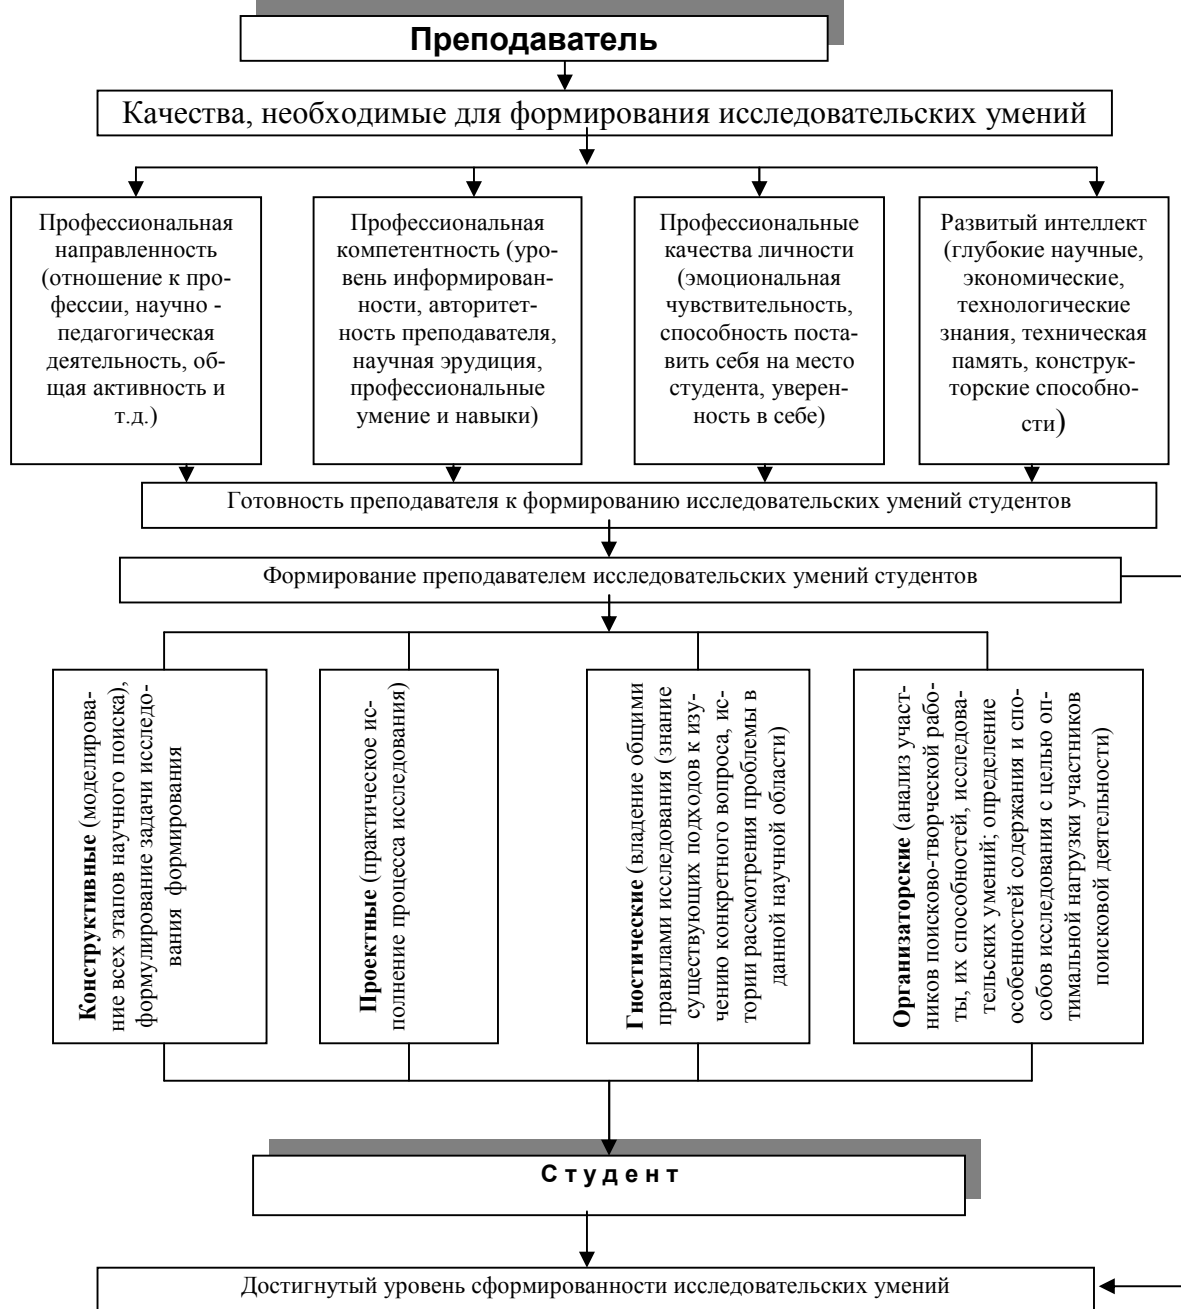 Преподаватель
Качества, необходимые для формирования исследовательских умений
Профессиональная
направленность
(отношение к про-
фессии, научно -
педагогическая
деятельность, об-
щая активность и
т.д.)
Профессиональная
компетентность (уро-
вень информирован-
ности, авторитет-
ность преподавателя,
научная эрудиция,
профессиональные
умение и навыки)
Профессиональные
качества личности
(эмоциональная
чувствительность,
способность поста-
вить себя на место
студента, уверен-
ность в себе)
Развитый интеллект
(глубокие научные,
экономические,
технологические
знания, техническая
память, конструк-
торские способно-
сти)
Готовность преподавателя к формированию исследовательских умений студентов
Формирование преподавателем исследовательских умений студентов
Конструктивные (моделирова-
ние всех этапов научного поиска),
формулирование задачи исследо-
вания формирования
Проектные (практическое ис-
полнение процесса исследования)
Гностические (владение общими
правилами исследования (знание
существующих подходов к изу-
чению конкретного вопроса, ис-
тории рассмотрения проблемы в
данной научной области)
Организаторские (анализ участ-
ников поисково-творческой рабо-
ты, их способностей, исследова-
тельских умений; определение
особенностей содержания и спо-
собов исследования с целью оп-
тимальной нагрузки участников
поисковой деятельности)
С т у д е н т
Достигнутый уровень сформированности исследовательских умений